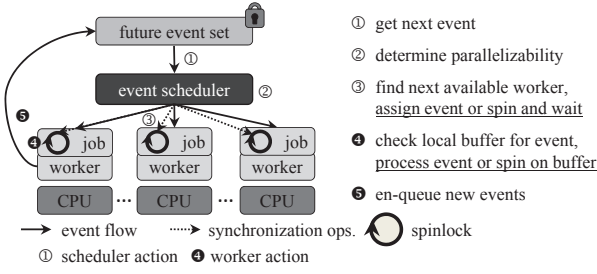 future event set
①
event scheduler
②
③
❺
❹
job
job
job
worker
worker
worker
CPU
...
CPU
...
CPU
① get next event
② determine parallelizability
③ find next available worker,
assign event or spin and wait
❹ check local buffer for event,
process event or spin on buffer
❺ en-queue new events
event flow
synchronization ops.
spinlock
① scheduler action
❹ worker action